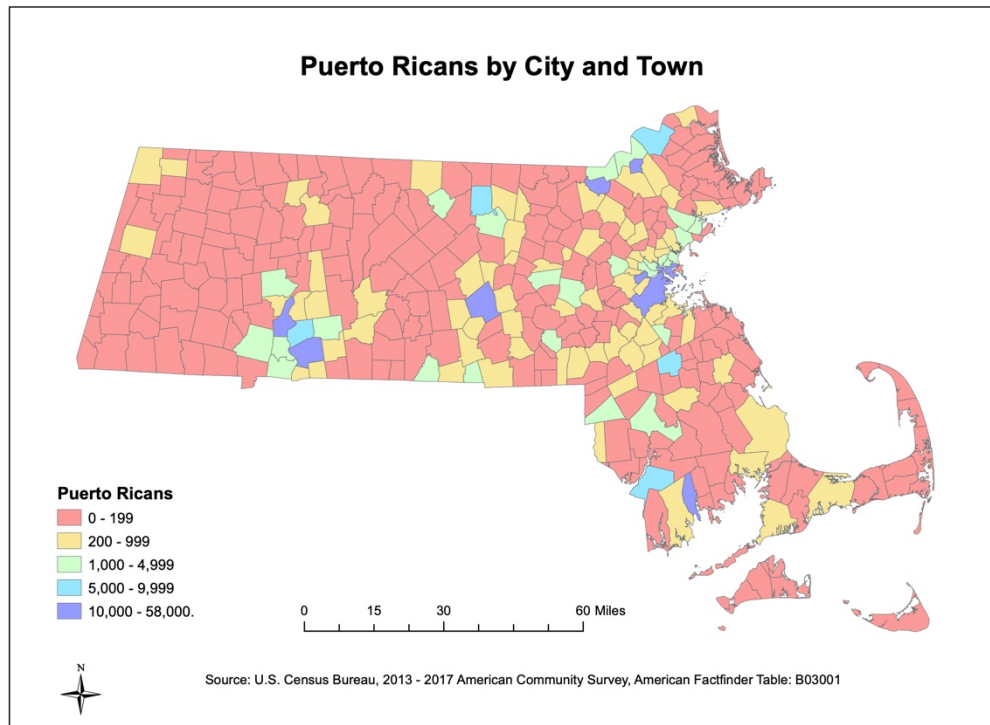 Puerto Ricans by City and Town
Puerto Ricans
0 - 199
200 - 999
1,000 - 4,999
5,000 - 9,999
10,000 - 58,000.
0 15 30 60 Miles
N
Source: U.S. Census Bureau, 2013 - 2017 American Community Survey, American Factfinder Table: B03001